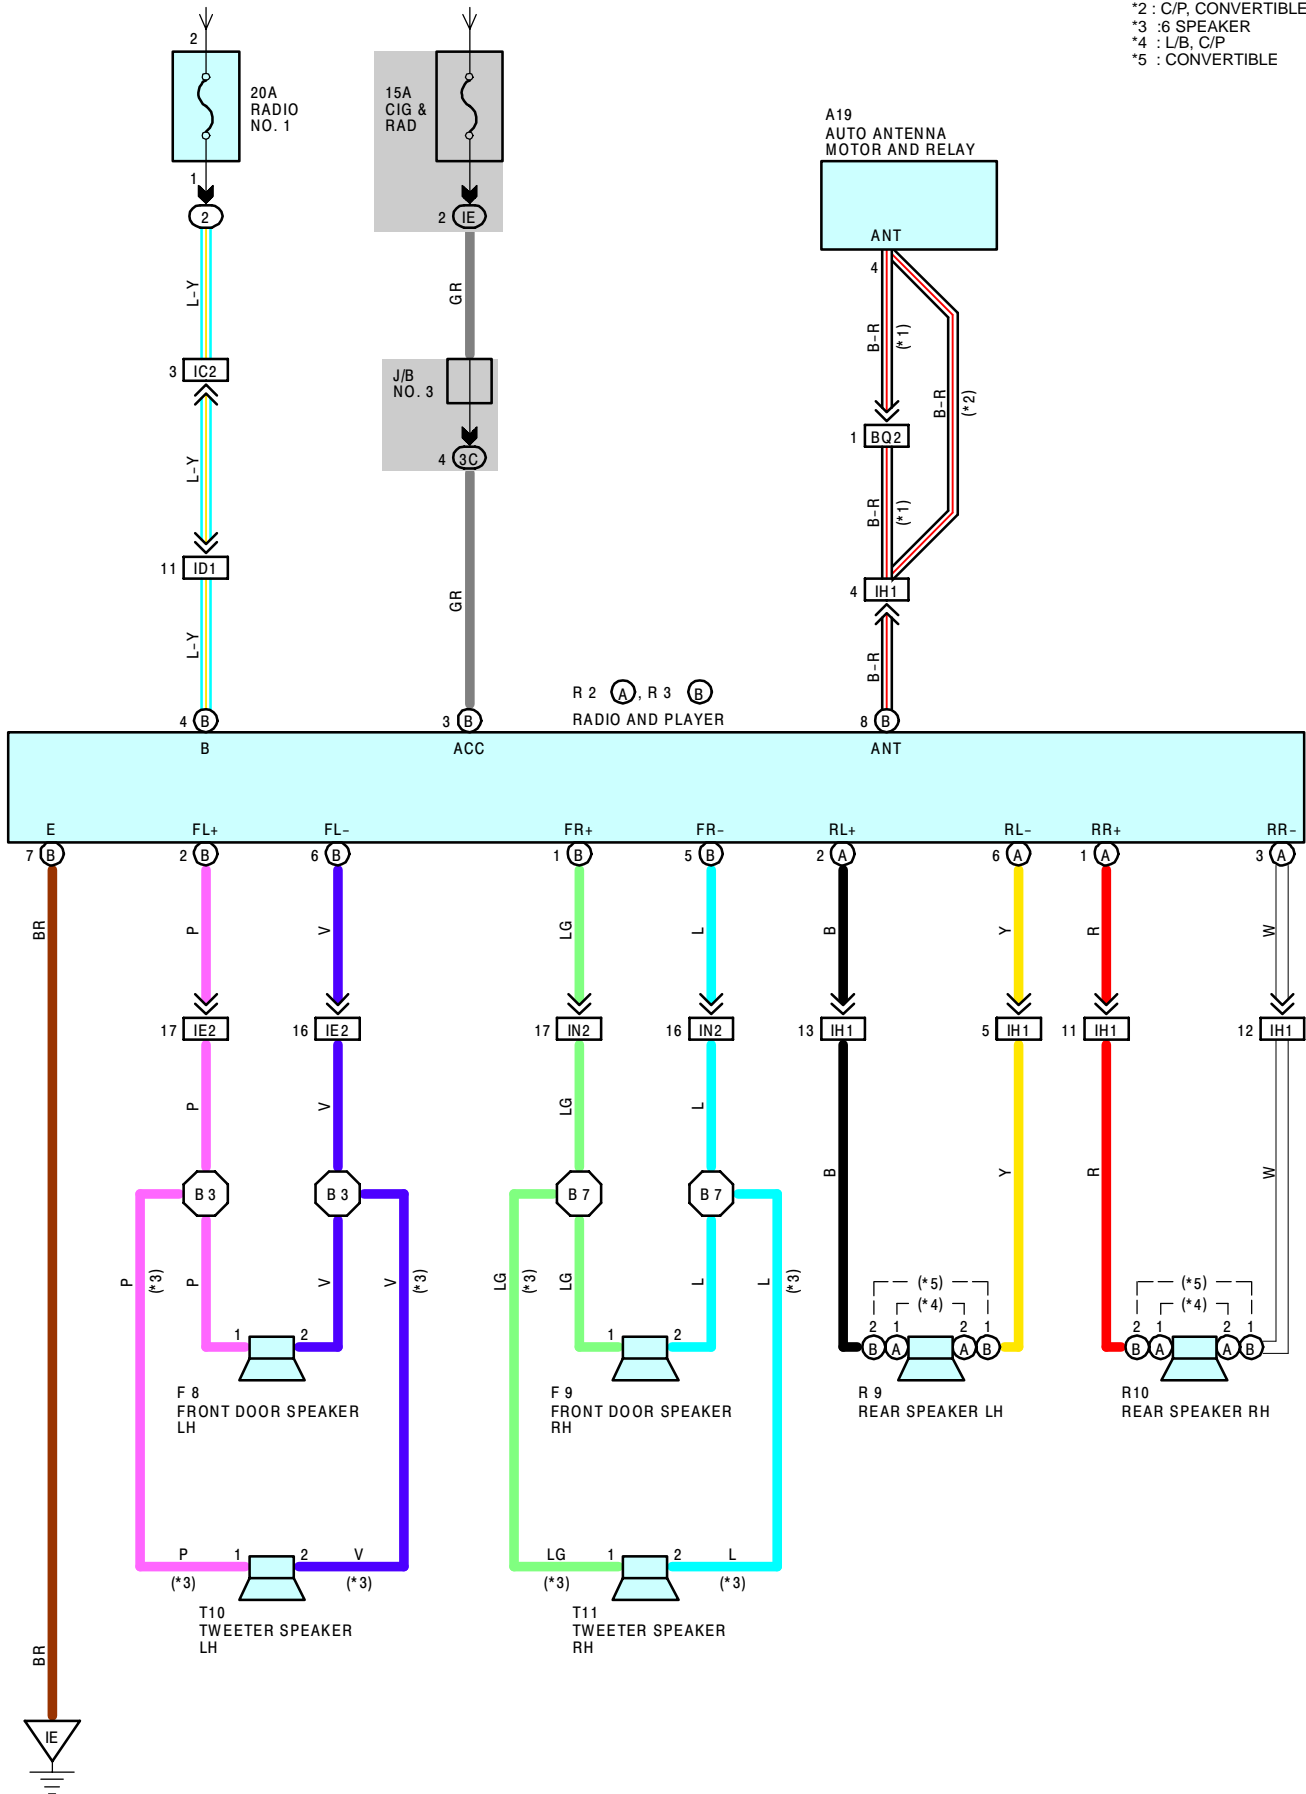 *2 : C/P, CONVERTIBLE
*3 :6 SPEAKER
*4 : L/B, C/P
*5 : CONVERTIBLE
2
20A
RADIO
NO. 1
1
2
15A
CIG &
RAD
2 IE
A19
AUTO ANTENNA
MOTOR AND RELAY
ANT
4
L-Y
GR
B-R
(*1)
B-R
(*2)
3 IC2
J/B
NO. 3
4 3C
1 BQ2
L-Y
B-R
(*1)
11 ID1
4 IH1
L-Y
GR
B-R
R 2 A, R 3 B
RADIO AND PLAYER
4 B
3 B
8 B
B
ACC
ANT
E
FL+
FL-
FR+
FR-
RL+
RL-
RR+
RR-
7 B
2 B
6 B
1 B
5 B
2 A
6 A
1 A
3 A
BR
P
V
LG
L
B
Y
R
W
17 IE2
16 IE2
17 IN2
16 IN2
13 IH1
5 IH1
11 IH1
12 IH1
P
V
LG
L
B
Y
R
W
B 3
B 3
B 7
B 7
P
(*3)
P
V
V
(*3)
LG
(*3)
LG
L
L
(*3)
(*5)
(*4)
2 1 2 1
B A A B
(*5)
(*4)
2 1 2 1
B A A B
1 2
F 8
FRONT DOOR SPEAKER
LH
1 2
F 9
FRONT DOOR SPEAKER
RH
R 9
REAR SPEAKER LH
R10
REAR SPEAKER RH
P
(*3)
1 2
V
(*3)
LG
(*3)
1 2
L
(*3)
T10
TWEETER SPEAKER
LH
T11
TWEETER SPEAKER
RH
BR
IE